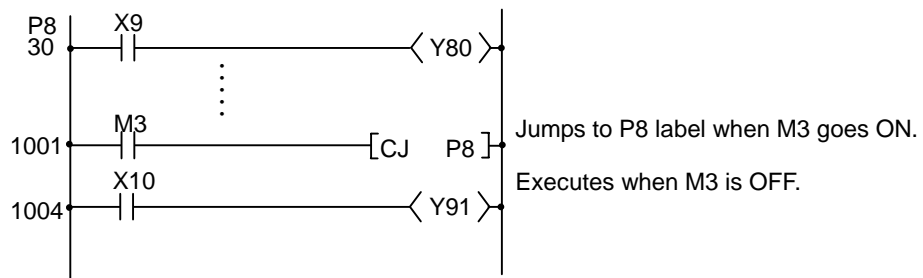 P8 X9
30 Y80
M3
1001 CJ P8 Jumps to P8 label when M3 goes ON.
X10 Executes when M3 is OFF.
1004 Y91